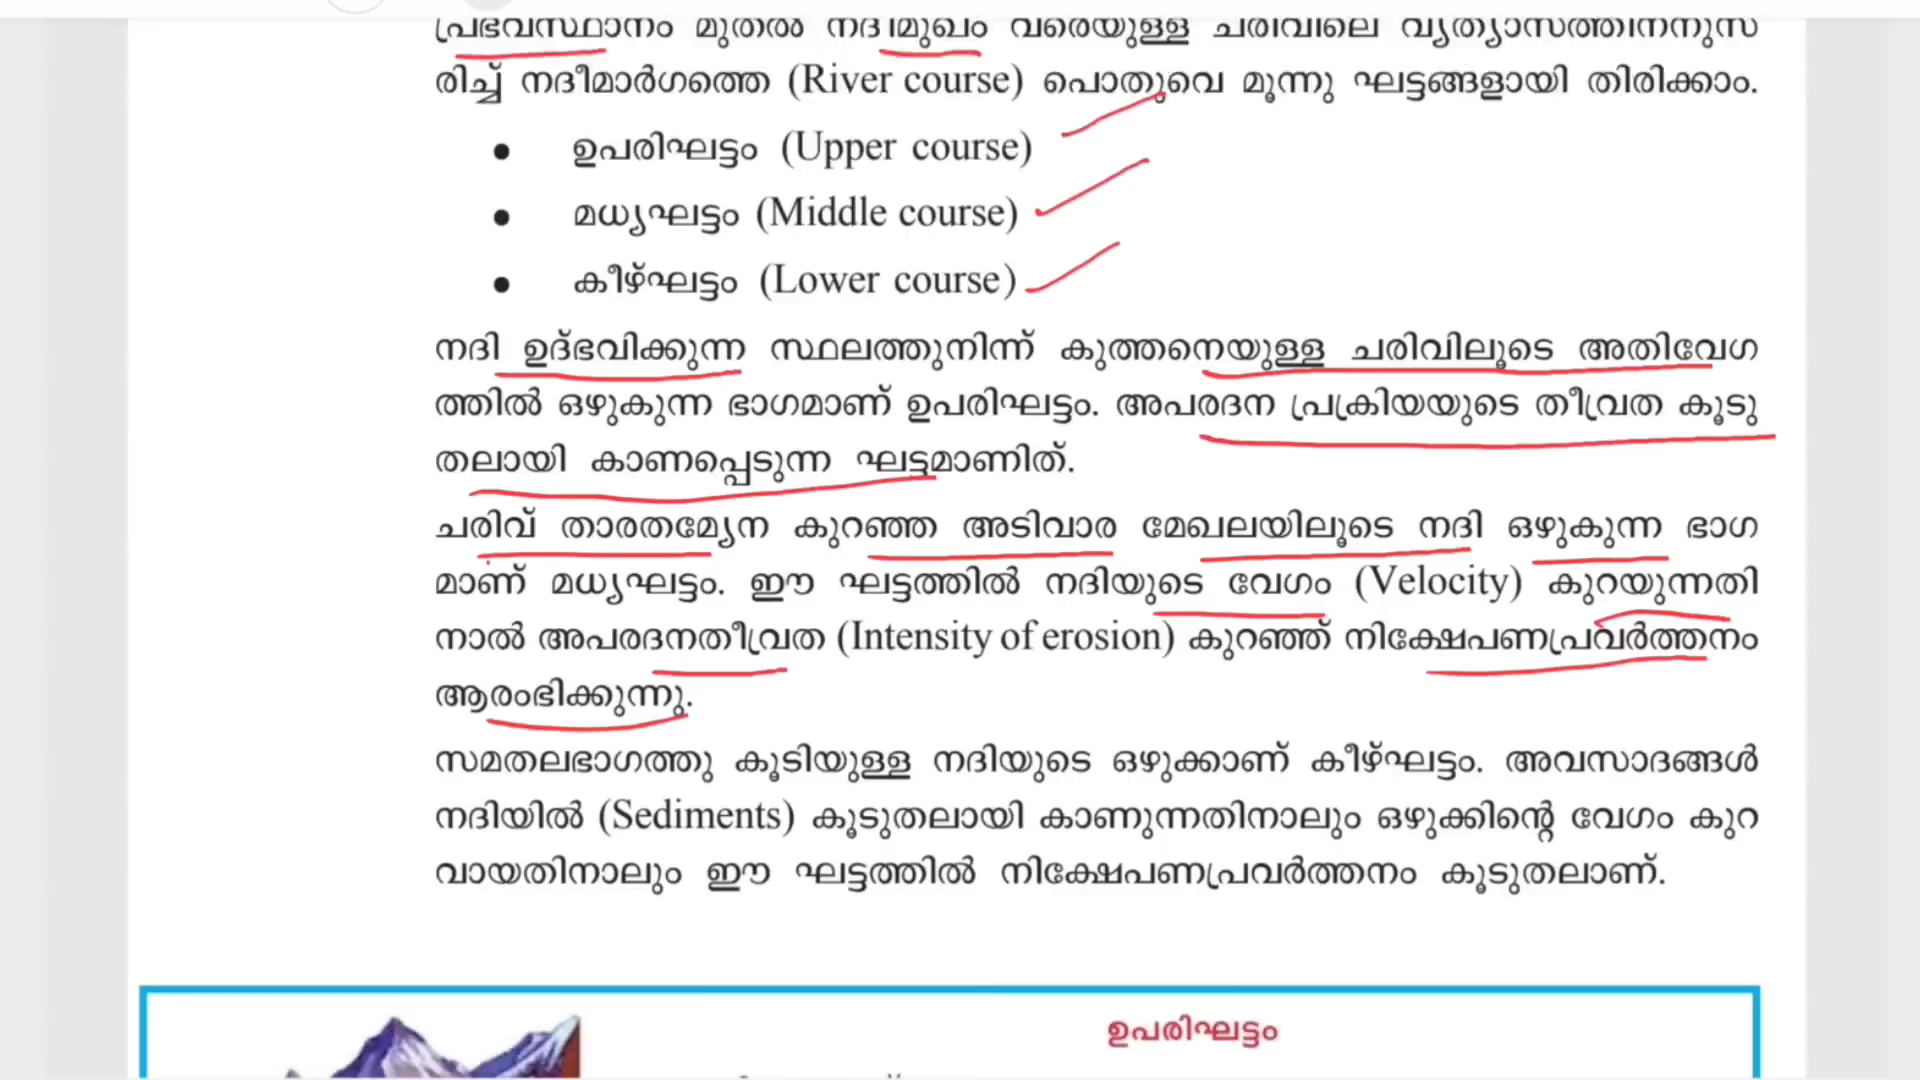 പ്രഭവസ്ഥാനം മുതൽ നദീമുഖം വരെയുള്ള ചരിവിലെ വ്യത്യാസത്തിനനുസ
രിച്ച് നദീമാർഗത്തെ (River course) പൊതുവെ മൂന്നു ഘട്ടങ്ങളായി തിരിക്കാം.
• ഉപരിഘട്ടം (Upper course)
• മധ്യഘട്ടം (Middle course)
• കീഴ്ഘട്ടം (Lower course)
നദി ഉദ്ഭവിക്കുന്ന സ്ഥലത്തുനിന്ന് കുത്തനെയുള്ള ചരിവിലൂടെ അതിവേഗ
ത്തിൽ ഒഴുകുന്ന ഭാഗമാണ് ഉപരിഘട്ടം. അപരദന പ്രക്രിയയുടെ തീവ്രത കൂടു
തലായി കാണപ്പെടുന്ന ഘട്ടമാണിത്.
ചരിവ് താരതമ്യേന കുറഞ്ഞ അടിവാര മേഖലയിലൂടെ നദി ഒഴുകുന്ന ഭാഗ
മാണ് മധ്യഘട്ടം. ഈ ഘട്ടത്തിൽ നദിയുടെ വേഗം (Velocity) കുറയുന്നതി
നാൽ അപരദനതീവ്രത (Intensity of erosion) കുറഞ്ഞ് നിക്ഷേപണപ്രവർത്തനം
ആരംഭിക്കുന്നു.
സമതലഭാഗത്തു കൂടിയുള്ള നദിയുടെ ഒഴുക്കാണ് കീഴ്ഘട്ടം. അവസാദങ്ങൾ
നദിയിൽ (Sediments) കൂടുതലായി കാണുന്നതിനാലും ഒഴുക്കിന്റെ വേഗം കുറ
വായതിനാലും ഈ ഘട്ടത്തിൽ നിക്ഷേപണപ്രവർത്തനം കൂടുതലാണ്.
ഉപരിഘട്ടം